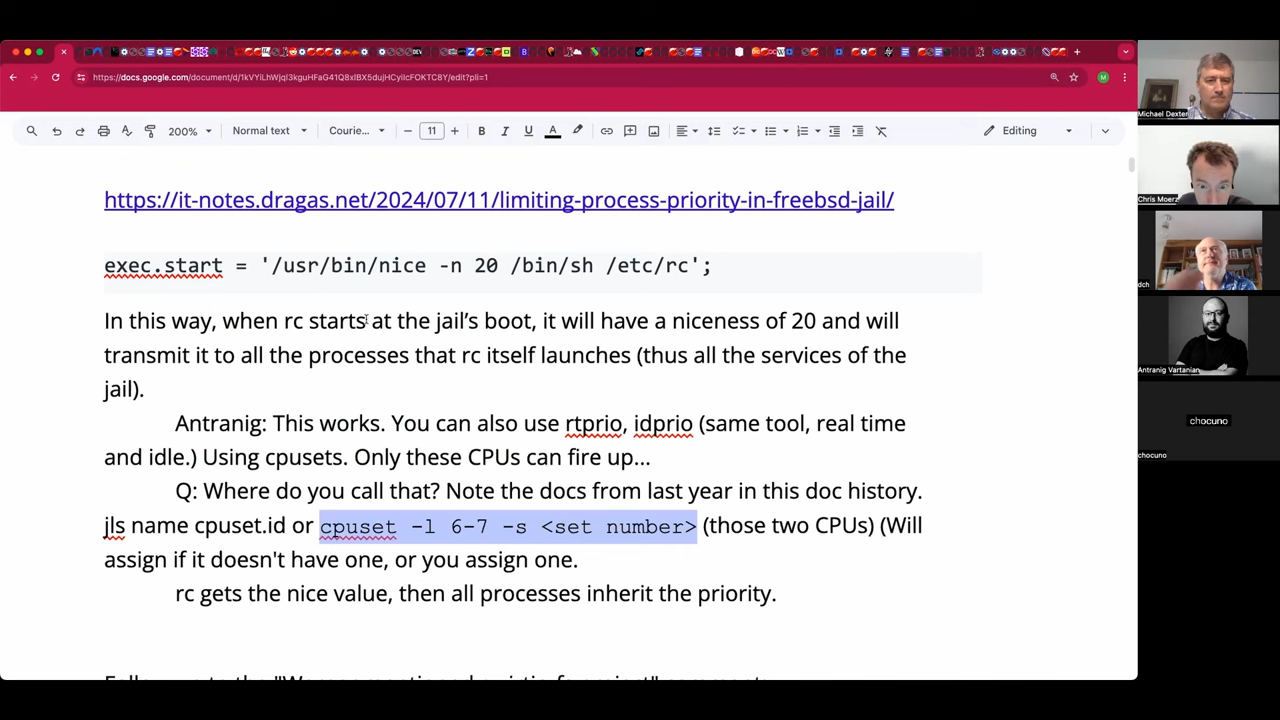 https://docs.google.com/document/d/1kVYiLhWjqI3kguHFaG41Q8xIBX5dujHCyiIcFOKTC8Y/edit?pli=1
200%
Normal text
Courie...
11
Editing
https://it-notes.dragas.net/2024/07/11/limiting-process-priority-in-freebsd-jail/
exec.start = '/usr/bin/nice -n 20 /bin/sh /etc/rc';
In this way, when rc starts at the jail's boot, it will have a niceness of 20 and will
transmit it to all the processes that rc itself launches (thus all the services of the
jail).
Antranig: This works. You can also use rtprio, idprio (same tool, real time
and idle.) Using cpusets. Only these CPUs can fire up...
Q: Where do you call that? Note the docs from last year in this doc history.
jls name cpuset.id or cpuset -l 6-7 -s <set number> (those two CPUs) (Will
assign if it doesn't have one, or you assign one.
rc gets the nice value, then all processes inherit the priority.
Michael Dexter
Chris Moerz
dch
Antranig Vartanian
chocuno
chocuno